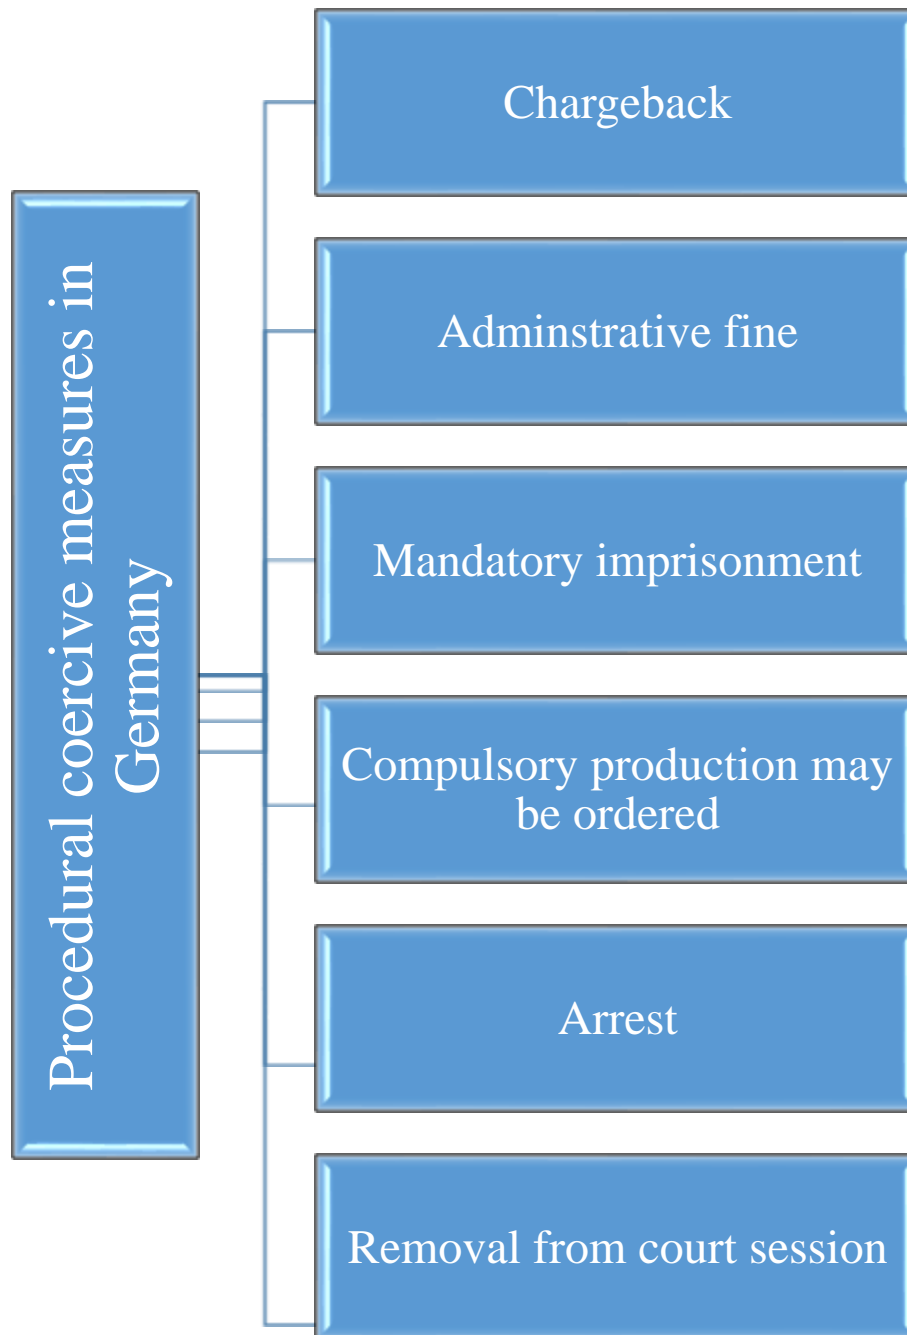 Procedural coercive measures in
Germany
Chargeback
Adminstrative fine
Mandatory imprisonment
Compulsory production may
be ordered
Arrest
Removal from court session